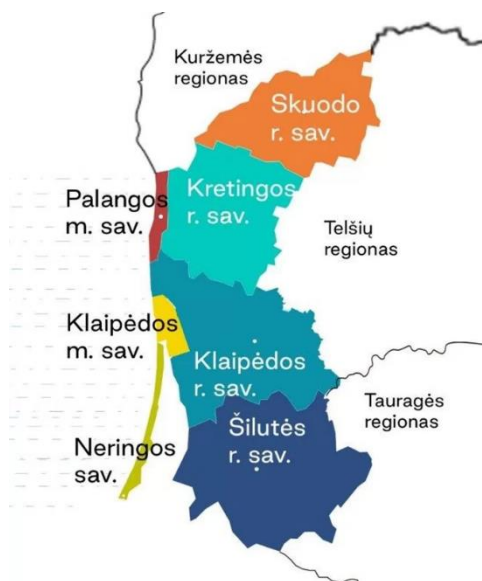 Kuržemės
regionas
Skuodo
r. sav.
Kretingos
r. sav.
Palangos
m. sav.
Telšių
regionas
Klaipėdos
m. sav.
Klaipėdos
r. sav.
Tauragės
regionas
Šilutės
r. sav.
Neringos
sav.